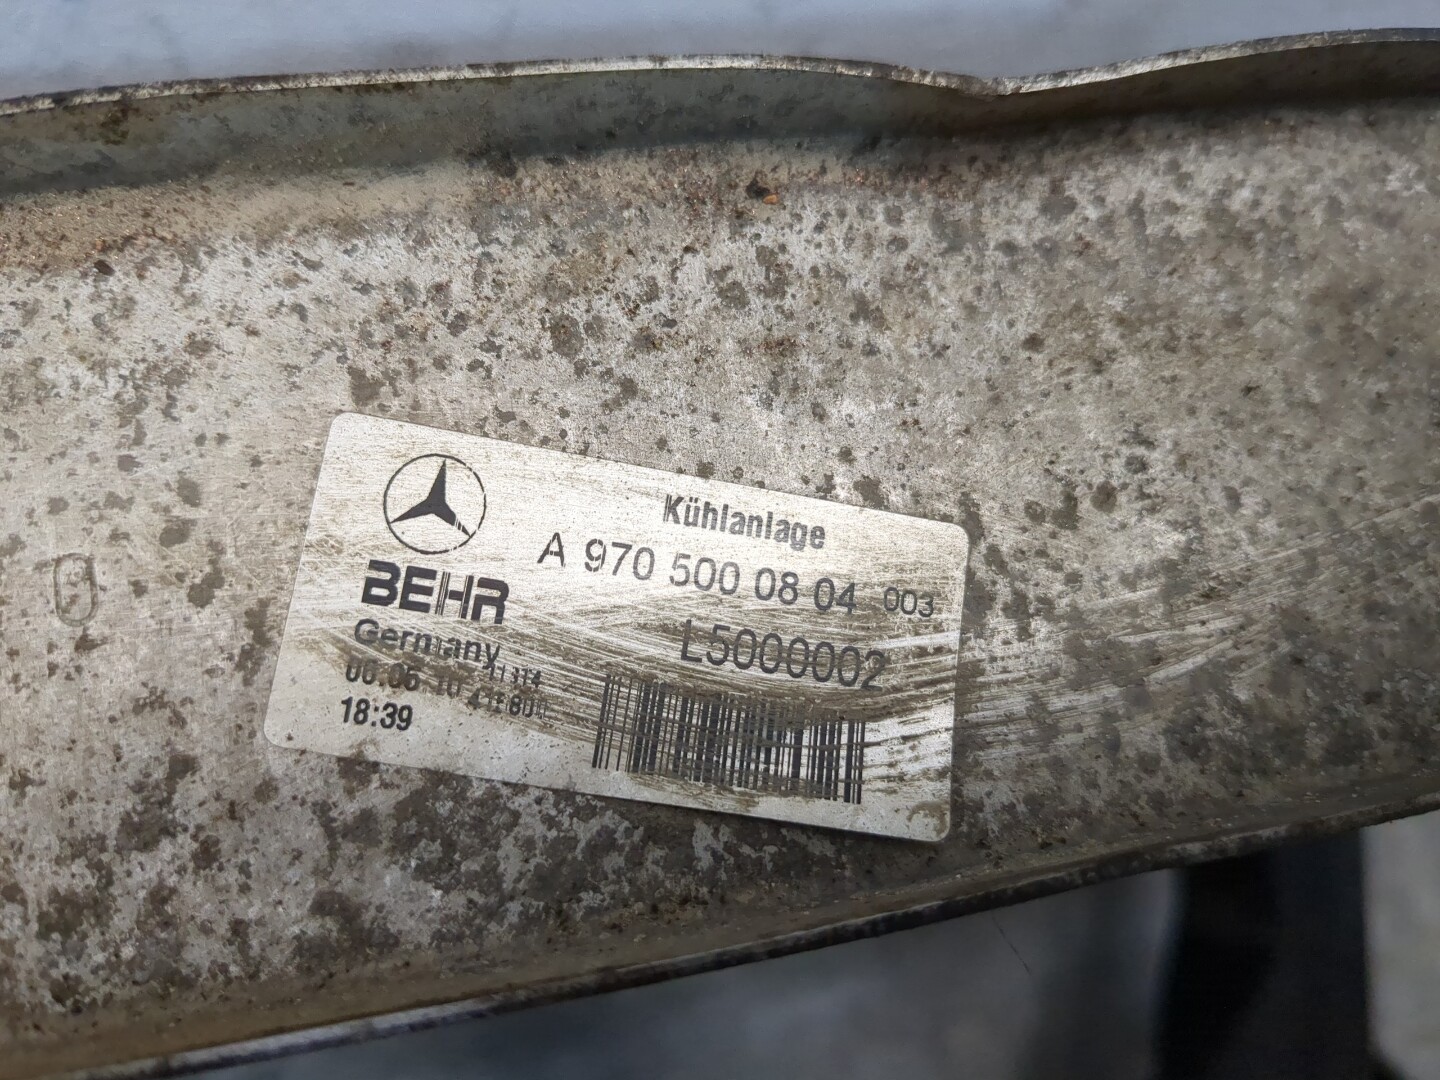 Kühlanlage
A 970 500 08 04 003
BEHR
L5000002
Germany
18:39